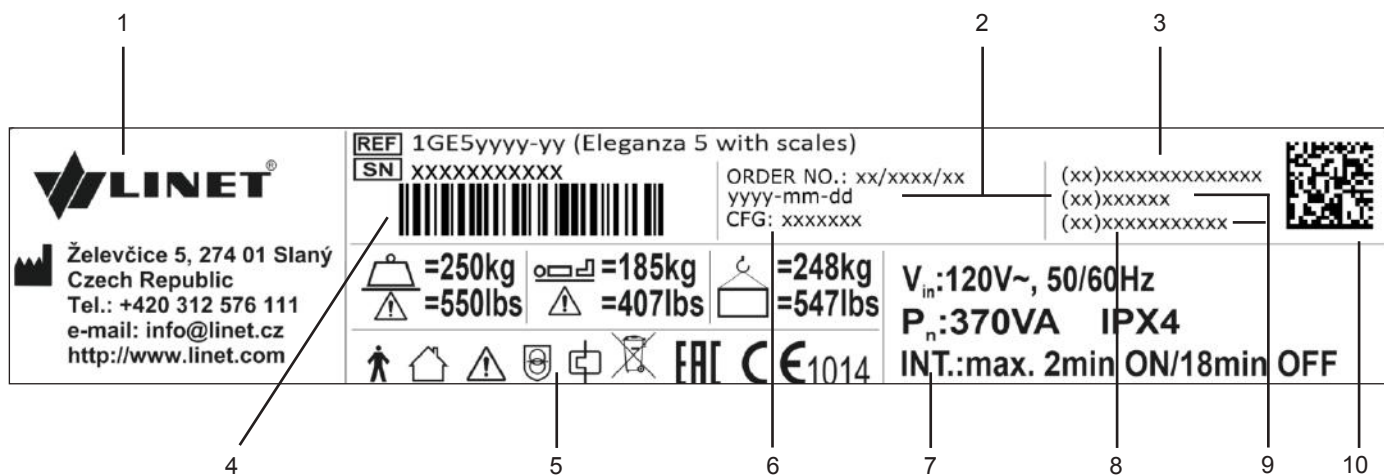 1
2
3
LINET®
Želevčice 5, 274 01 Slaný
Czech Republic
Tel.: +420 312 576 111
e-mail: info@linet.cz
http://www.linet.com
REF 1GE5yyyy-yy (Eleganza 5 with scales)
SN xxxxxxxxxxx
ORDER NO.: xx/xxxx/xx
yyyy-mm-dd
CFG: xxxxxxx
(xx)xxxxxxxxxxxxxx
(xx)xxxxxx
(xx)xxxxxxxxxxx
=250kg
=550lbs
=185kg
=407lbs
=248kg
=547lbs
EAC CE1014
Vin:120V~, 50/60Hz
Pn:370VA IPX4
INT.:max. 2min ON/18min OFF
4
5
6
7
8
9
10